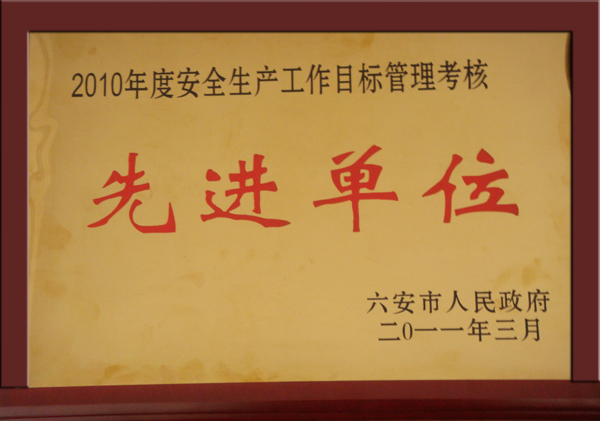 2010年度安全生产工作目标管理考核
先进单位
六安市人民政府
二〇一一年三月